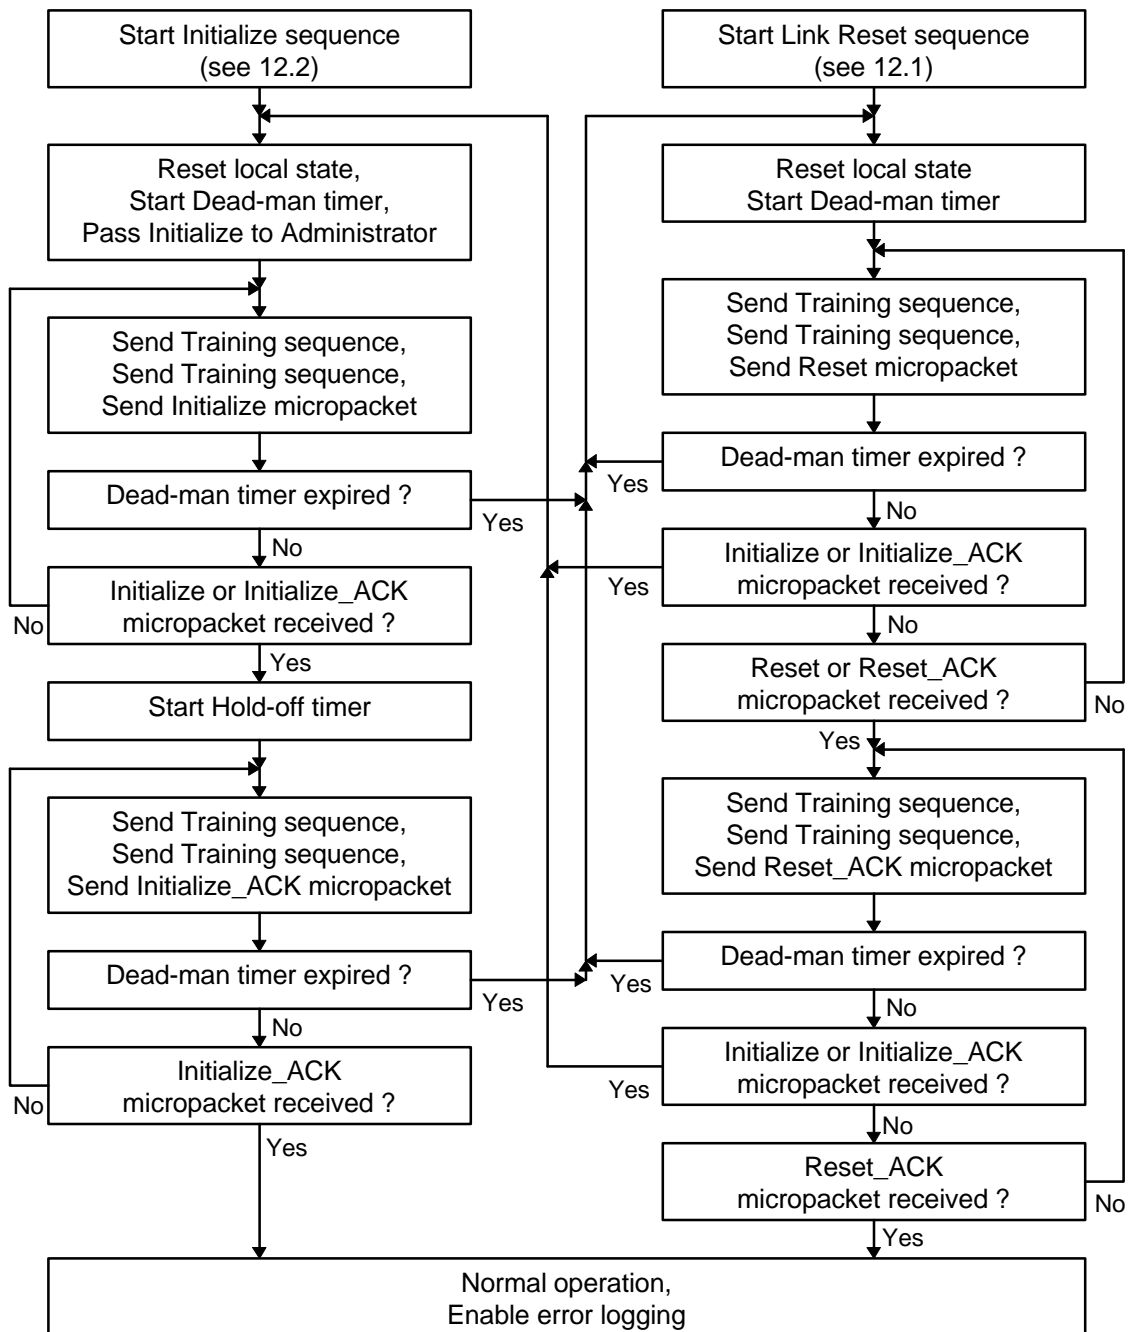 Start Initialize sequence
(see 12.2)
Reset local state,
Start Dead-man timer,
Pass Initialize to Administrator
Send Training sequence,
Send Training sequence,
Send Initialize micropacket
Dead-man timer expired ?
Yes
No
Initialize or Initialize_ACK
micropacket received ?
No
Yes
Start Hold-off timer
Send Training sequence,
Send Training sequence,
Send Initialize_ACK micropacket
Dead-man timer expired ?
Yes
No
Initialize_ACK
micropacket received ?
No
Yes
Start Link Reset sequence
(see 12.1)
Reset local state
Start Dead-man timer
Send Training sequence,
Send Training sequence,
Send Reset micropacket
Dead-man timer expired ?
Yes
No
Initialize or Initialize_ACK
micropacket received ?
Yes
No
Reset or Reset_ACK
micropacket received ?
No
Yes
Send Training sequence,
Send Training sequence,
Send Reset_ACK micropacket
Dead-man timer expired ?
Yes
No
Initialize or Initialize_ACK
micropacket received ?
Yes
No
Reset_ACK
micropacket received ?
No
Yes
Normal operation,
Enable error logging